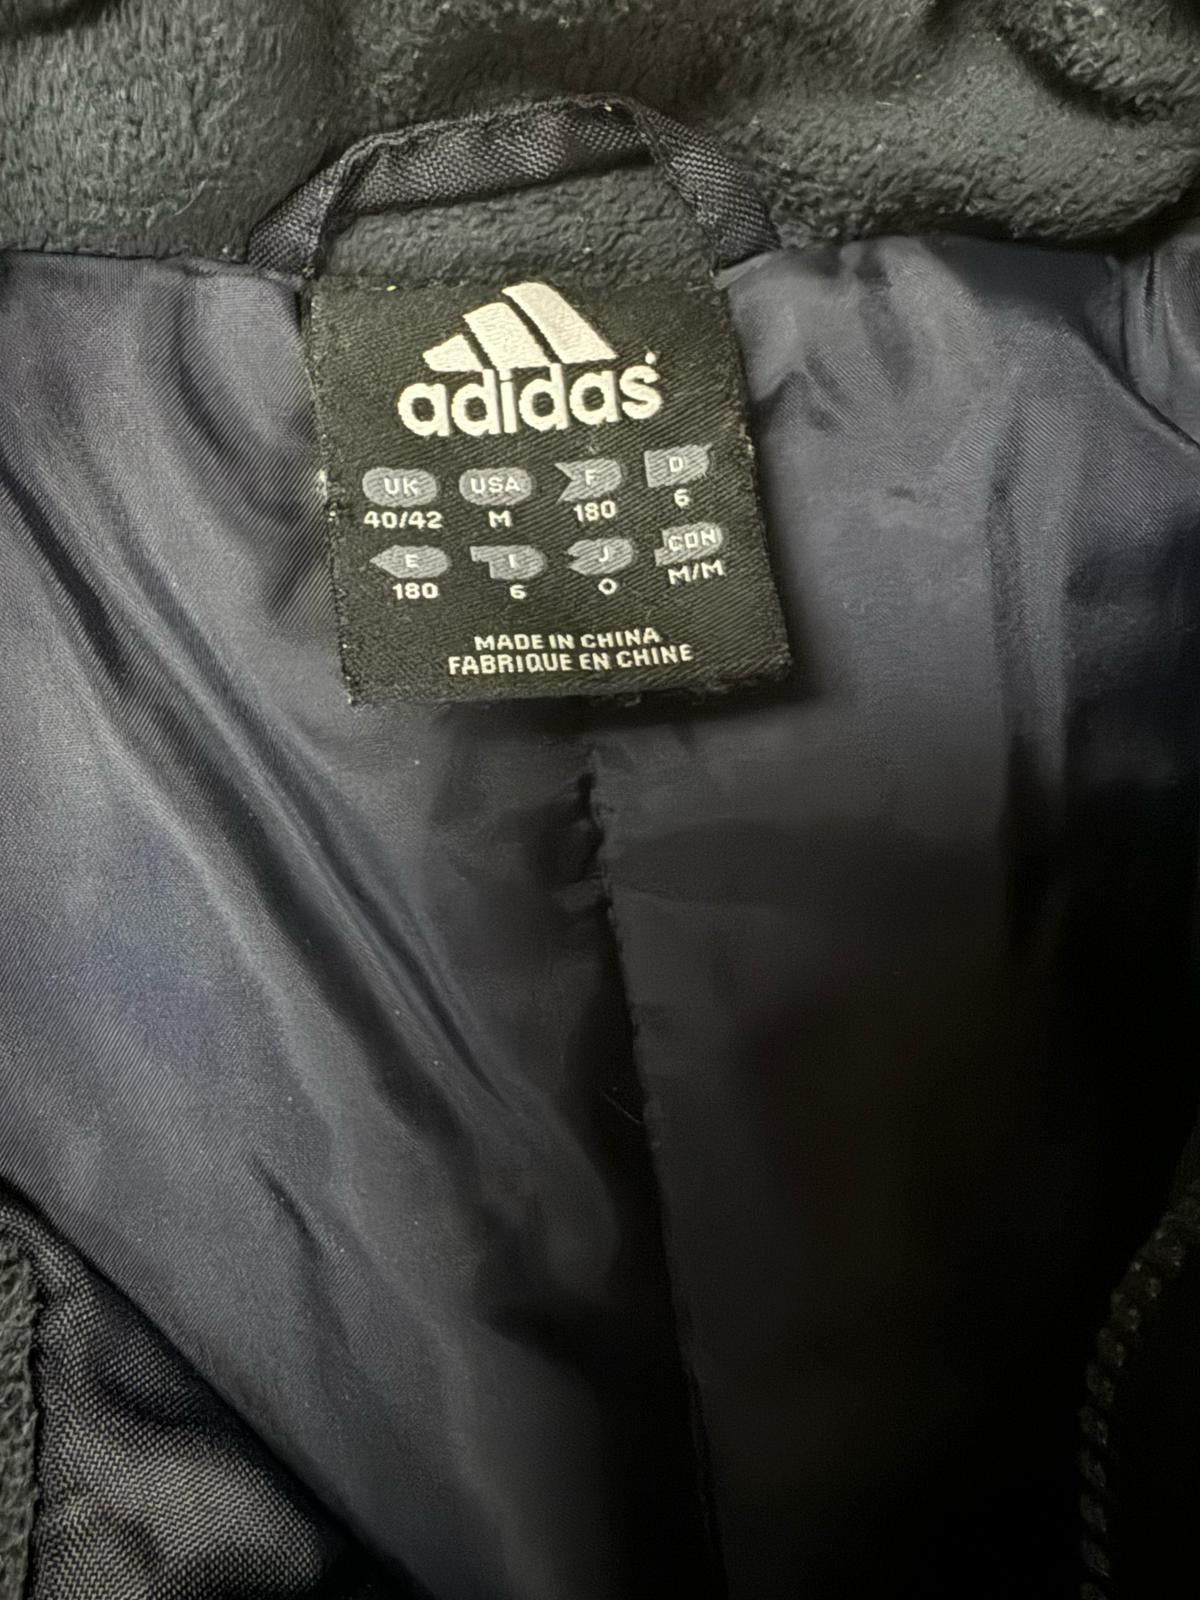 adidas
UK USA F D
40/42 M 180 6
E I J CDN
180 6 O M/M
MADE IN CHINA
FABRIQUE EN CHINE